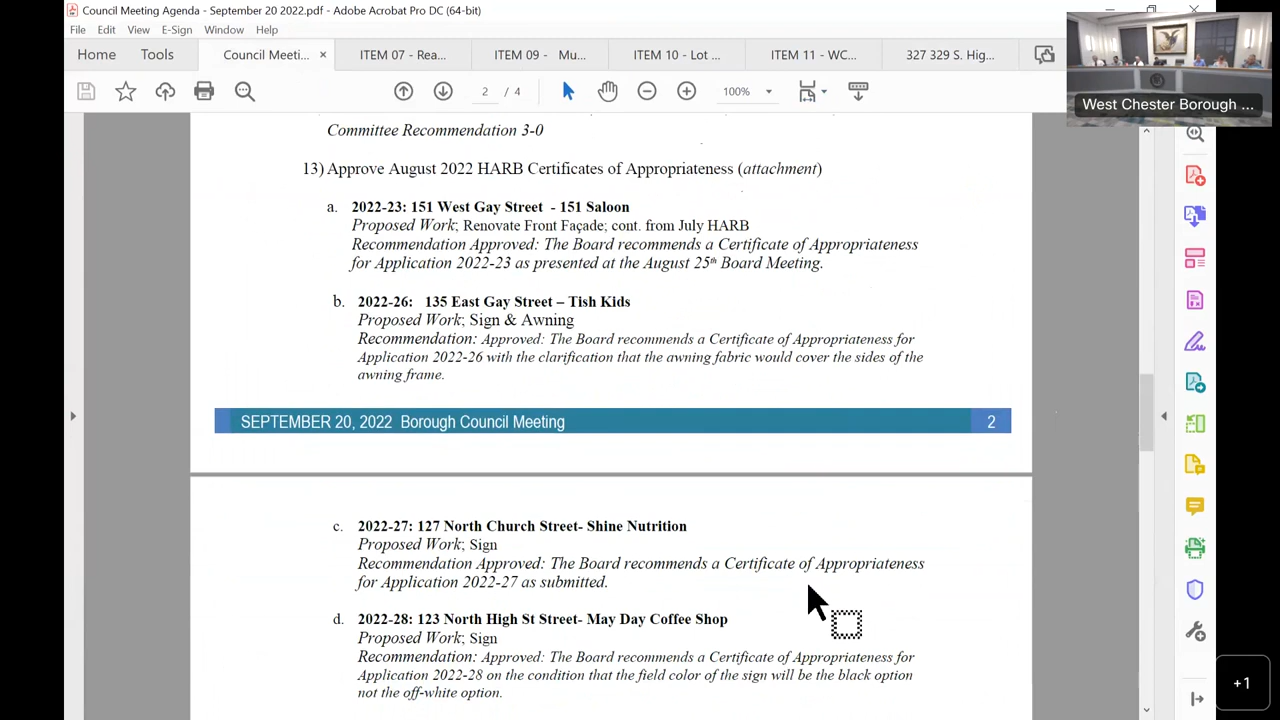 Council Meeting Agenda - September 20 2022.pdf - Adobe Acrobat Pro DC (64-bit)
File Edit View E-Sign Window Help
Home Tools Council Meeti... × ITEM 07 - Rea... ITEM 09 - Mu... ITEM 10 - Lot ... ITEM 11 - WC... 327 329 S. Hig...
2 / 4 100%
West Chester Borough ...
Committee Recommendation 3-0
13) Approve August 2022 HARB Certificates of Appropriateness (attachment)
a. 2022-23: 151 West Gay Street - 151 Saloon
Proposed Work; Renovate Front Façade; cont. from July HARB
Recommendation Approved: The Board recommends a Certificate of Appropriateness
for Application 2022-23 as presented at the August 25th Board Meeting.
b. 2022-26: 135 East Gay Street – Tish Kids
Proposed Work; Sign & Awning
Recommendation: Approved: The Board recommends a Certificate of Appropriateness for
Application 2022-26 with the clarification that the awning fabric would cover the sides of the
awning frame.
SEPTEMBER 20, 2022 Borough Council Meeting 2
c. 2022-27: 127 North Church Street- Shine Nutrition
Proposed Work; Sign
Recommendation Approved: The Board recommends a Certificate of Appropriateness
for Application 2022-27 as submitted.
d. 2022-28: 123 North High St Street- May Day Coffee Shop
Proposed Work; Sign
Recommendation: Approved: The Board recommends a Certificate of Appropriateness for
Application 2022-28 on the condition that the field color of the sign will be the black option
not the off-white option.
+1